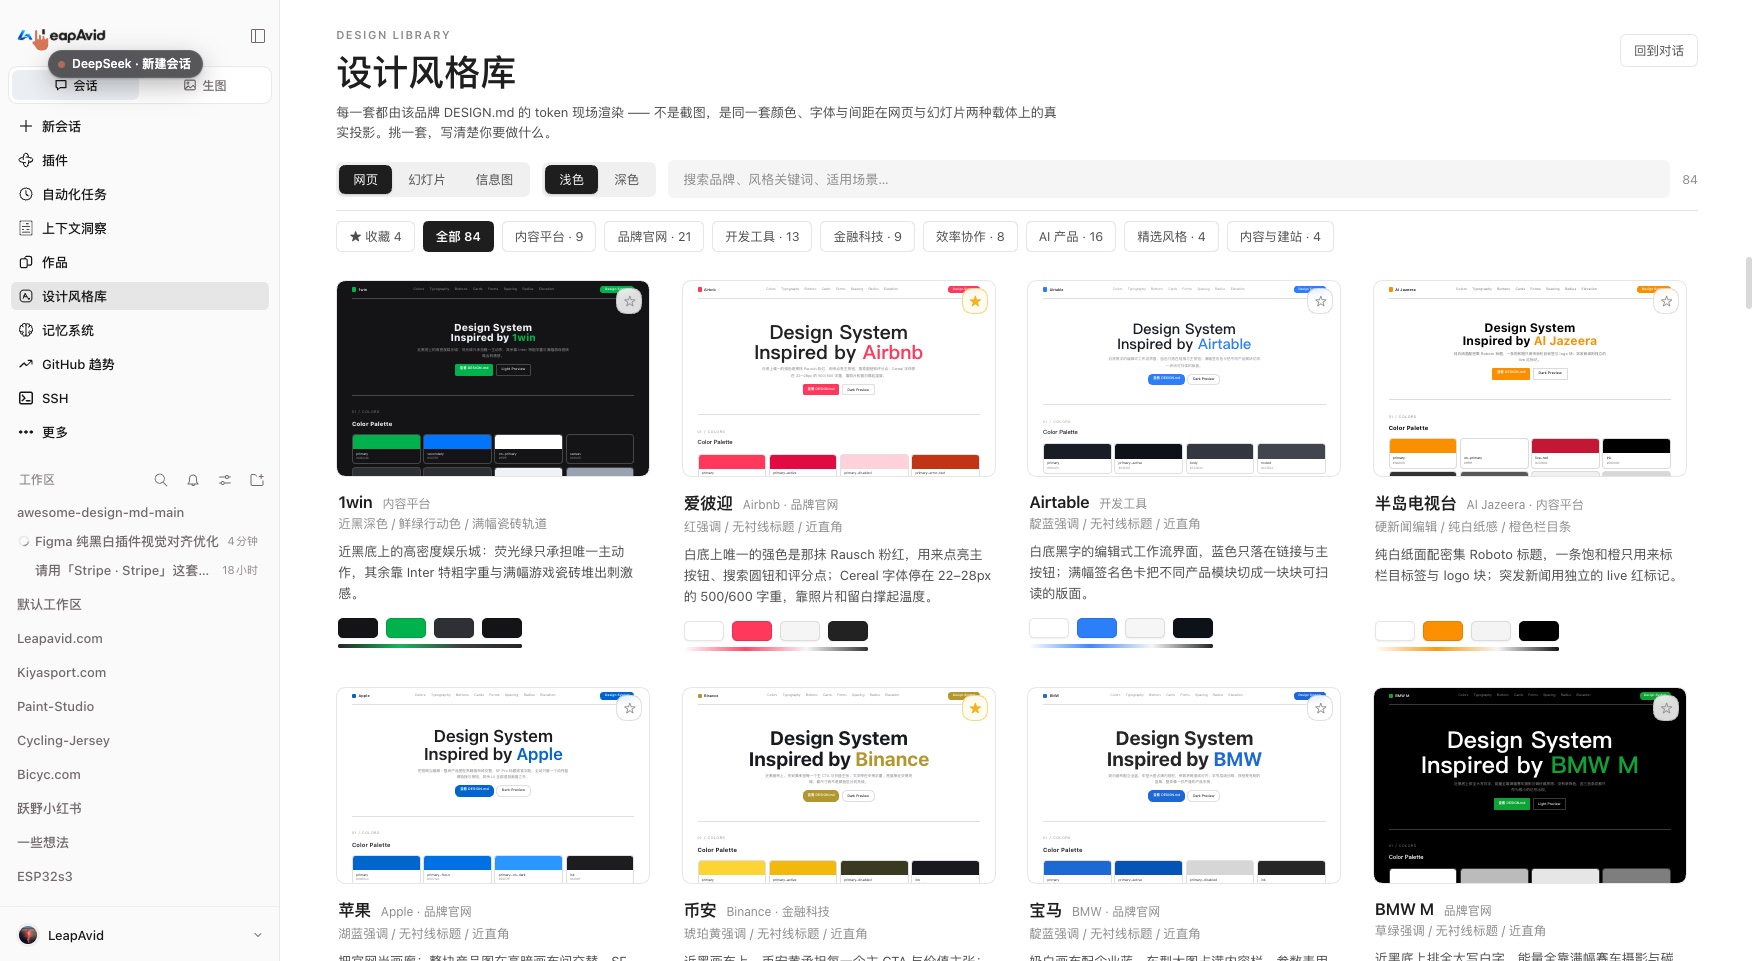 LeapAvid
DeepSeek · 新建会话
会话
生图
新会话
插件
自动化任务
上下文洞察
作品
设计风格库
记忆系统
GitHub 趋势
SSH
更多
工作区
awesome-design-md-main
Figma 纯黑白插件视觉对齐优化 4 分钟
请用「Stripe · Stripe」这套... 18 小时
默认工作区
Leapavid.com
Kiyasport.com
Paint-Studio
Cycling-Jersey
Bicyc.com
跃野小红书
一些想法
ESP32s3
LeapAvid
DESIGN LIBRARY
设计风格库
回到对话
每一套都由该品牌 DESIGN.md 的 token 现场渲染 —— 不是截图，是同一套颜色、字体与间距在网页与幻灯片两种载体上的真
实投影。挑一套，写清楚你要做什么。
网页 幻灯片 信息图 浅色 深色 搜索品牌、风格关键词、适用场景... 84
★ 收藏 4 全部 84 内容平台 · 9 品牌官网 · 21 开发工具 · 13 金融科技 · 9 效率协作 · 8 AI 产品 · 16 精选风格 · 4 内容与建站 · 4
Design System
Inspired by 1win
Color Palette
1win 内容平台
近黑深色 / 鲜绿行动色 / 满幅瓷砖轨道
近黑底上的高密度娱乐城：荧光绿只承担唯一主动
作，其余靠 Inter 特粗字重与满幅游戏瓷砖堆出刺激
感。
Design System
Inspired by Airbnb
Color Palette
爱彼迎 Airbnb · 品牌官网
红强调 / 无衬线标题 / 近直角
白底上唯一的强色是那抹 Rausch 粉红，用来点亮主
按钮、搜索圆钮和评分点；Cereal 字体停在 22–28px
的 500/600 字重，靠照片和留白撑起温度。
Design System
Inspired by Airtable
Color Palette
Airtable 开发工具
靛蓝强调 / 无衬线标题 / 近直角
白底黑字的编辑式工作流界面，蓝色只落在链接与主
按钮；满幅签名色卡把不同产品模块切成一块块可扫
读的版面。
Design System
Inspired by Al Jazeera
Color Palette
半岛电视台 Al Jazeera · 内容平台
硬新闻编辑 / 纯白纸感 / 橙色栏目条
纯白纸面配密集 Roboto 标题，一条饱和橙只用来标
栏目标签与 logo 块；突发新闻用独立的 live 红标记。
Design System
Inspired by Apple
Color Palette
苹果 Apple · 品牌官网
湖蓝强调 / 无衬线标题 / 近直角
Design System
Inspired by Binance
Color Palette
币安 Binance · 金融科技
琥珀黄强调 / 无衬线标题 / 近直角
Design System
Inspired by BMW
Color Palette
宝马 BMW · 品牌官网
靛蓝强调 / 无衬线标题 / 近直角
Design System
Inspired by BMW M
Color Palette
BMW M 品牌官网
草绿强调 / 无衬线标题 / 近直角